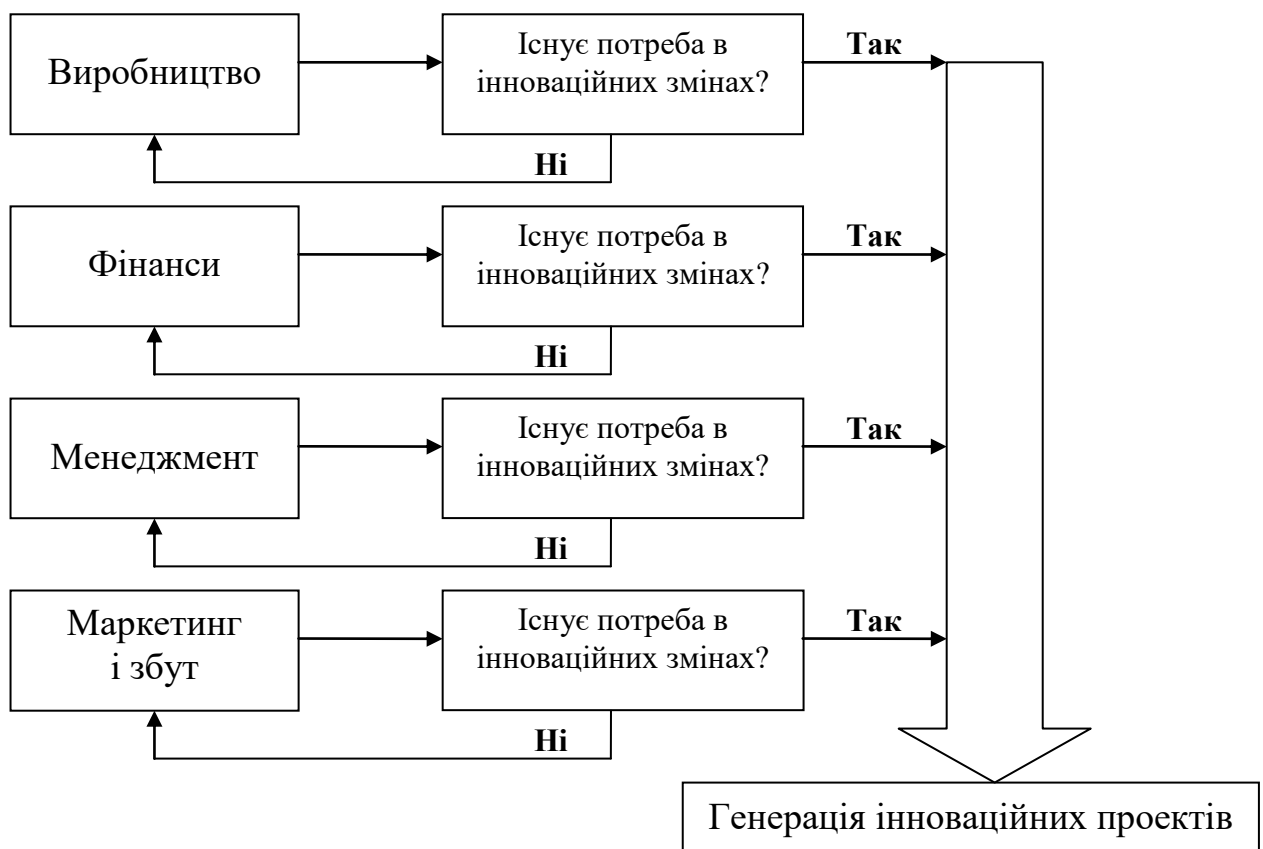 Виробництво
Існує потреба в
інноваційних змінах?
Так
Ні
Фінанси
Існує потреба в
інноваційних змінах?
Так
Ні
Менеджмент
Існує потреба в
інноваційних змінах?
Так
Ні
Маркетинг
і збут
Існує потреба в
інноваційних змінах?
Так
Ні
Генерація інноваційних проектів